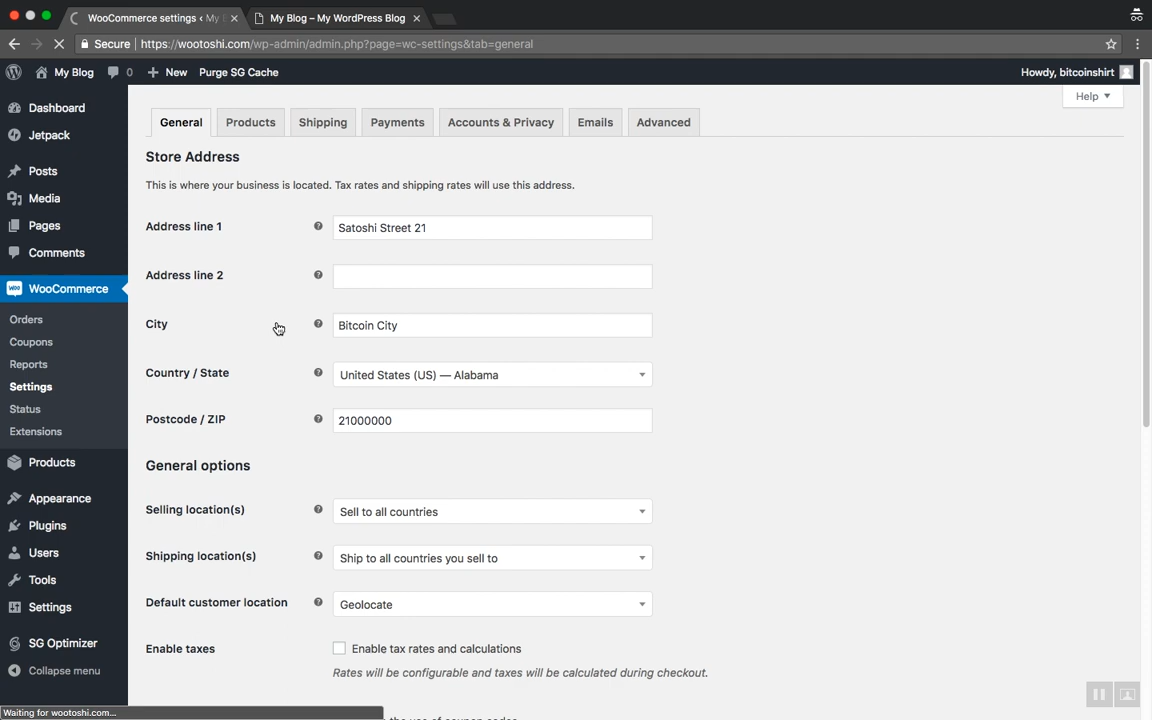 WooCommerce settings ‹ My B
My Blog – My WordPress Blog
Secure | https://wootoshi.com/wp-admin/admin.php?page=wc-settings&tab=general
My Blog 0 New Purge SG Cache Howdy, bitcoinshirt
Help
Dashboard
Jetpack
Posts
Media
Pages
Comments
WooCommerce
Orders
Coupons
Reports
Settings
Status
Extensions
Products
Appearance
Plugins
Users
Tools
Settings
SG Optimizer
Collapse menu
General Products Shipping Payments Accounts & Privacy Emails Advanced
Store Address
This is where your business is located. Tax rates and shipping rates will use this address.
Address line 1 Satoshi Street 21
Address line 2
City Bitcoin City
Country / State United States (US) — Alabama
Postcode / ZIP 21000000
General options
Selling location(s) Sell to all countries
Shipping location(s) Ship to all countries you sell to
Default customer location Geolocate
Enable taxes Enable tax rates and calculations
Rates will be configurable and taxes will be calculated during checkout.
the use of coupon codes
Waiting for wootoshi.com...